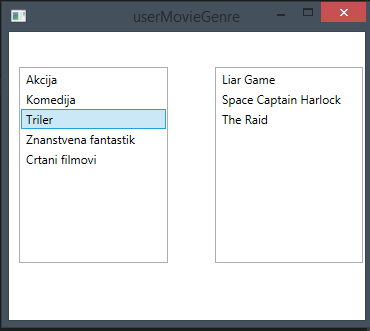 userMovieGenre
Akcija
Komedija
Triler
Znanstvena fantastik
Crtani filmovi
Liar Game
Space Captain Harlock
The Raid